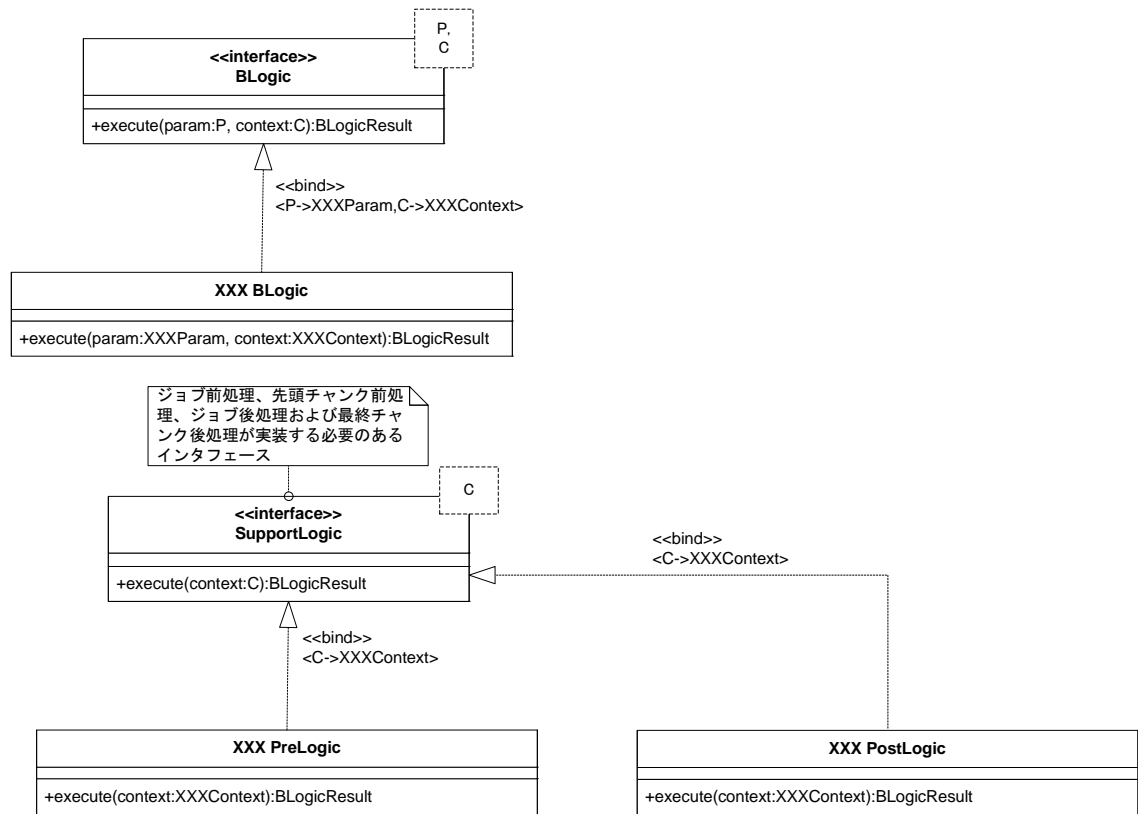 P,
C
<<interface>>
BLogic
+execute(param:P, context:C):BLogicResult
<<bind>>
<P->XXXParam,C->XXXContext>
XXX BLogic
+execute(param:XXXParam, context:XXXContext):BLogicResult
ジョブ前処理、先頭チャンク前処
理、ジョブ後処理および最終チャ
ンク後処理が実装する必要のある
インタフェース
C
<<interface>>
SupportLogic
+execute(context:C):BLogicResult
<<bind>>
<C->XXXContext>
<<bind>>
<C->XXXContext>
XXX PreLogic
+execute(context:XXXContext):BLogicResult
XXX PostLogic
+execute(context:XXXContext):BLogicResult